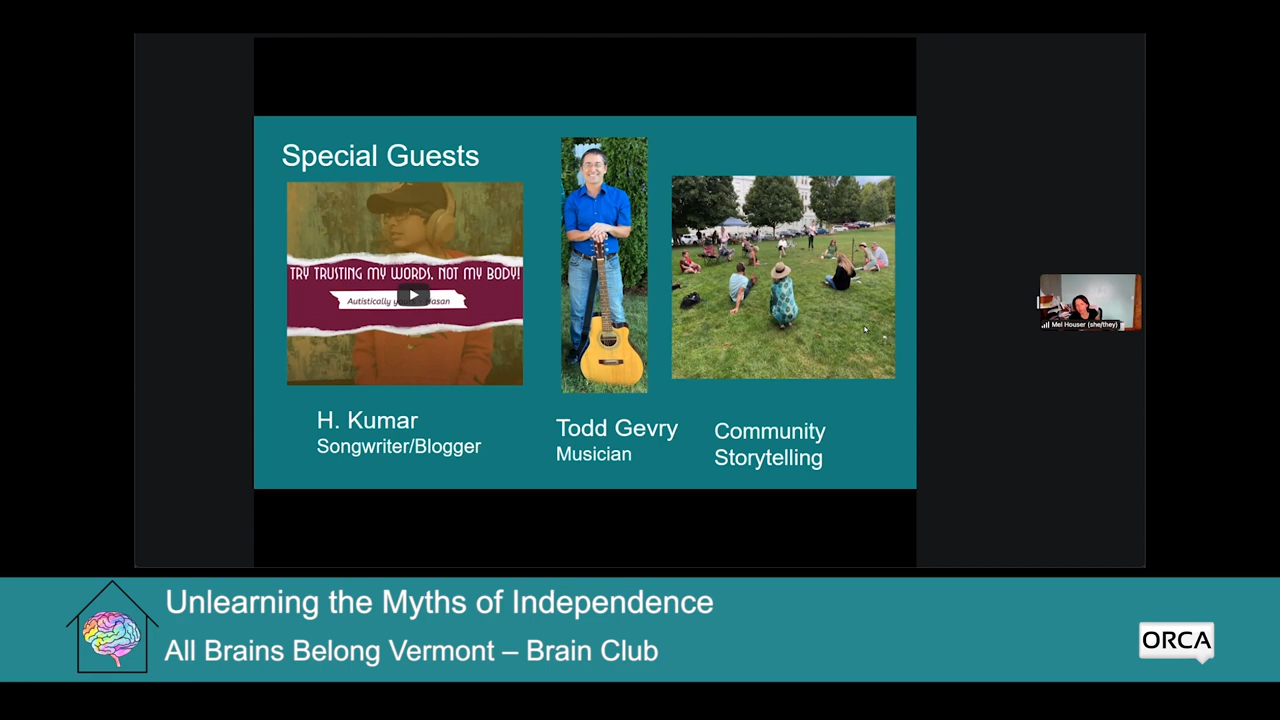 Special Guests
TRY TRUSTING MY WORDS, NOT MY BODY!
Autistically
H. Kumar
Songwriter/Blogger
Todd Gevry
Musician
Community
Storytelling
Mel Houser (she/they)
Unlearning the Myths of Independence
All Brains Belong Vermont – Brain Club
ORCA